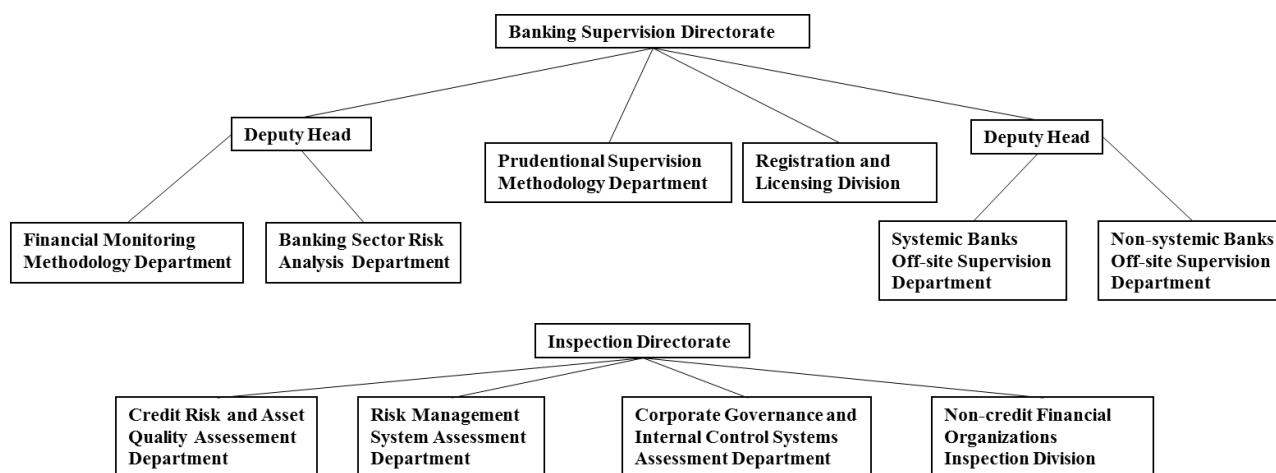 Banking Supervision Directorate
Deputy Head
Deputy Head
Prudentional Supervision
Methodology Department
Registration and
Licensing Division
Financial Monitoring
Methodology Department
Banking Sector Risk
Analysis Department
Systemic Banks
Off-site Supervision
Department
Non-systemic Banks
Off-site Supervision
Department
Inspection Directorate
Credit Risk and Asset
Quality Assessement
Department
Risk Management
System Assessment
Department
Corporate Governance and
Internal Control Systems
Assessment Department
Non-credit Financial
Organizations
Inspection Division